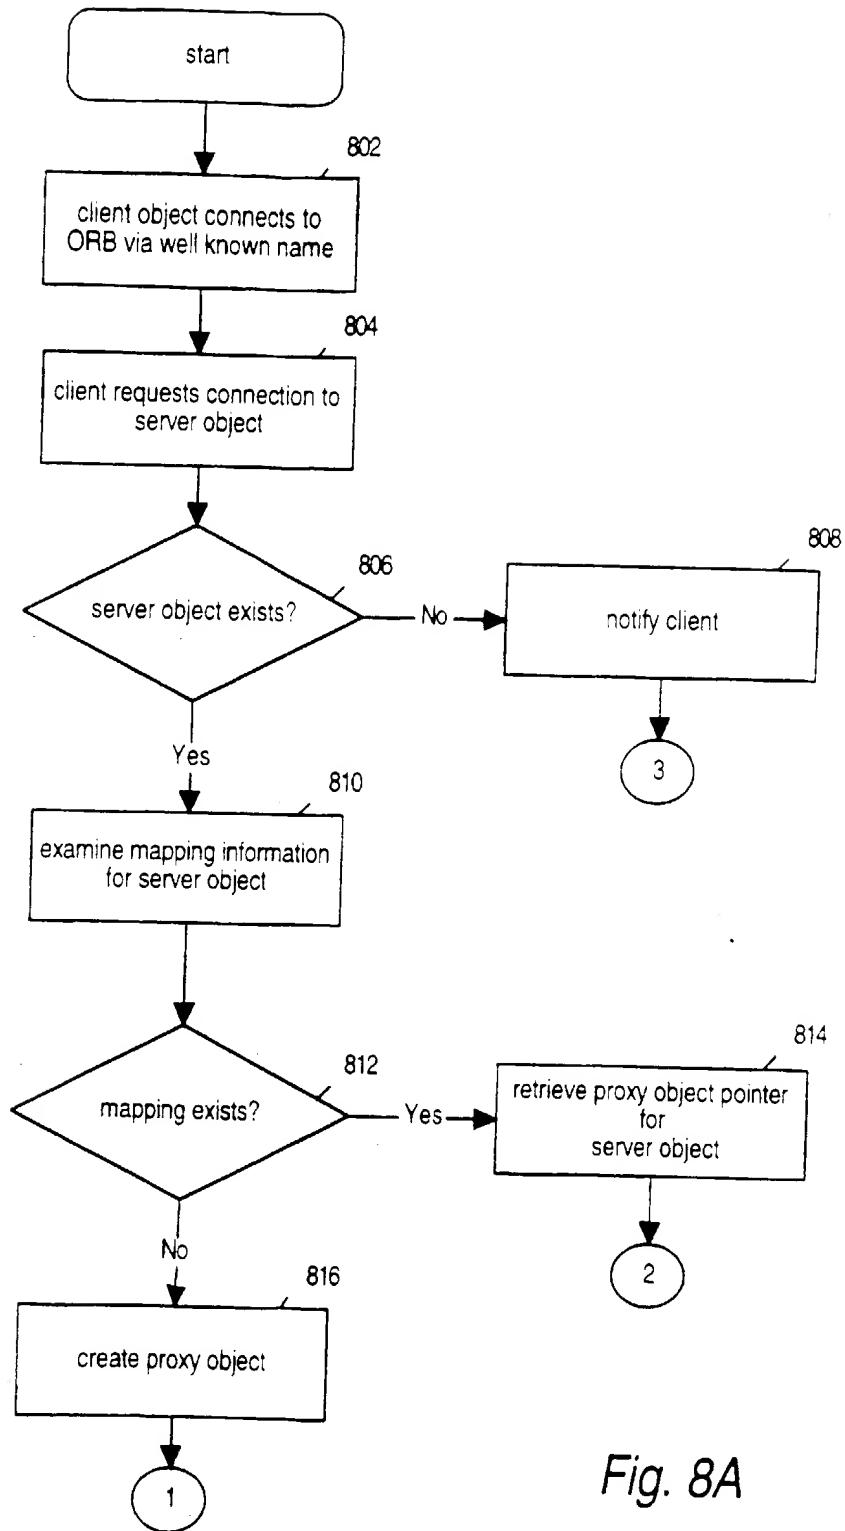 start
802
client object connects to
ORB via well known name
804
client requests connection to
server object
806
server object exists?
No
808
notify client
3
Yes
810
examine mapping information
for server object
812
mapping exists?
Yes
814
retrieve proxy object pointer
for
server object
2
No
816
create proxy object
1
Fig. 8A